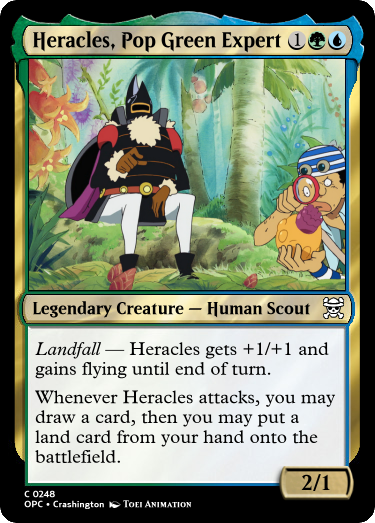 Heracles, Pop Green Expert 1
Legendary Creature — Human Scout
Landfall — Heracles gets +1/+1 and
gains flying until end of turn.
Whenever Heracles attacks, you may
draw a card, then you may put a
land card from your hand onto the
battlefield.
2/1
C 0248
OPC • Crashington TOEI ANIMATION